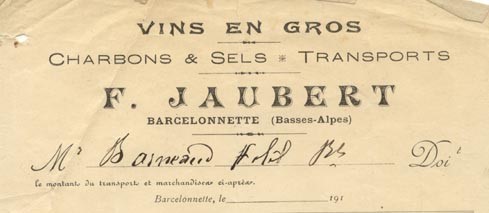 VINS EN GROS
CHARBONS & SELS * TRANSPORTS
F. JAUBERT
BARCELONNETTE (Basses-Alpes)
Mr Barneaud Doit
le montant du transport et marchandises ci-après.
Barcelonnette, le 191